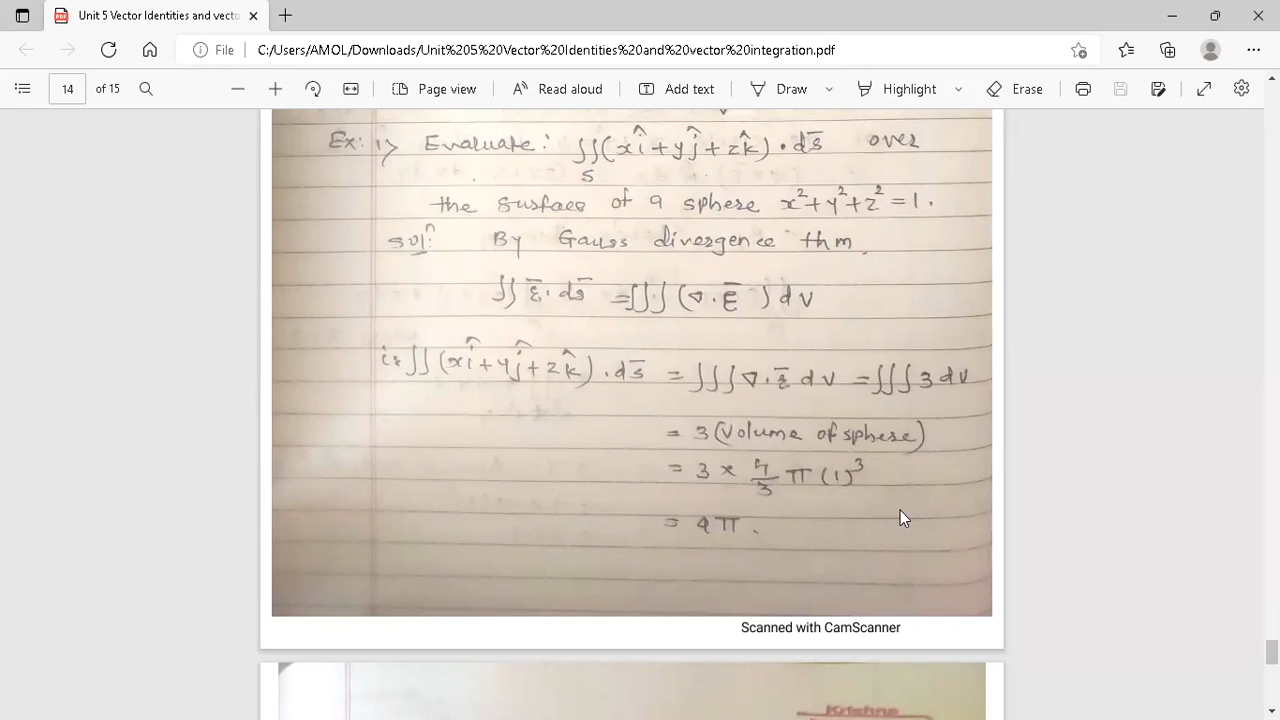 Unit 5 Vector Identities and vecto
File
C:/Users/AMOL/Downloads/Unit%205%20Vector%20Identities%20and%20vector%20integration.pdf
14 of 15
Page view
Read aloud
Add text
Draw
Highlight
Erase
Ex: 1> Evaluate: ∬(xî + yĵ + zk̂) · ds̄ over
S
the surface of a sphere x²+y²+z² = 1.
solⁿ: By Gauss divergence thm,
∬ F̄ · ds̄ = ∭ (∇ · F̄) dv
ie ∬ (xî + yĵ + zk̂) · ds̄ = ∭ ∇ · F̄ dv = ∭ 3 dv
= 3 (volume of sphere)
= 3 × 4/3 π (1)³
= 4π.
Scanned with CamScanner
Krishna